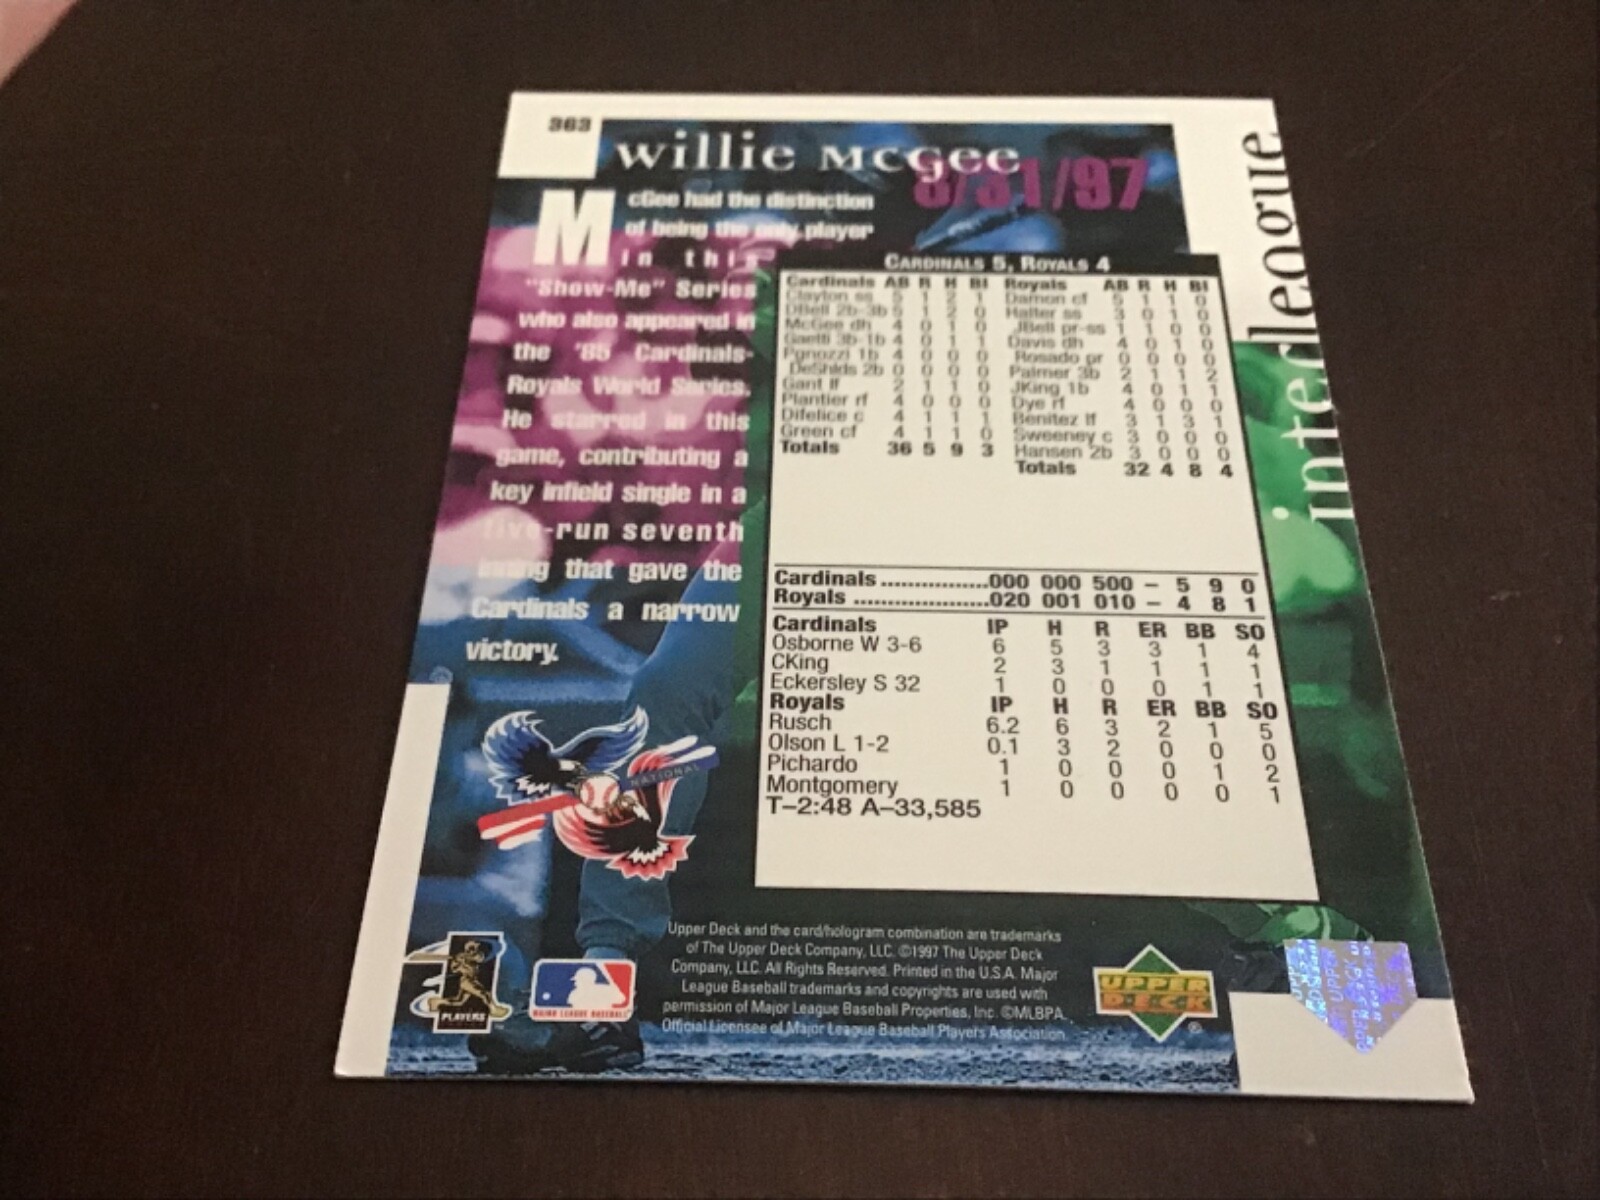 363
willie mcgee
8/31/97
interleague
McGee had the distinction
of being the only player
in this
"Show-Me" Series
who also appeared in
the '85 Cardinals-
Royals World Series.
He starred in this
game, contributing a
key infield single in a
five-run seventh
inning that gave the
Cardinals a narrow
victory.
CARDINALS 5, ROYALS 4
Cardinals AB R H BI
Clayton ss 5 1 2 1
DBell 2b-3b 5 1 2 0
McGee dh 4 0 1 0
Gaetti 3b-1b 4 0 1 1
Pgnozzi 1b 4 0 0 0
DeShlds 2b 0 0 0 0
Gant lf 2 1 1 0
Plantier rf 4 0 0 0
Difelice c 4 1 1 1
Green cf 4 1 1 0
Totals 36 5 9 3
Royals AB R H BI
Damon cf 5 1 1 0
Halter ss 3 0 1 0
JBell pr-ss 1 1 0 0
Davis dh 4 0 1 0
Rosado pr 0 0 0 0
Palmer 3b 2 1 1 2
JKing 1b 4 0 1 1
Dye rf 4 0 0 0
Benitez lf 3 1 3 1
Sweeney c 3 0 0 0
Hansen 2b 3 0 0 0
Totals 32 4 8 4
Cardinals ................000 000 500 – 5 9 0
Royals ....................020 001 010 – 4 8 1
Cardinals IP H R ER BB SO
Osborne W 3-6 6 5 3 3 1 4
CKing 2 3 1 1 1 1
Eckersley S 32 1 0 0 0 1 1
Royals IP H R ER BB SO
Rusch 6.2 6 3 2 1 5
Olson L 1-2 0.1 3 2 0 0 0
Pichardo 1 0 0 0 1 2
Montgomery 1 0 0 0 0 1
T–2:48 A–33,585
NATIONAL
Upper Deck and the card/hologram combination are trademarks
of The Upper Deck Company, LLC. ©1997 The Upper Deck
Company, LLC. All Rights Reserved. Printed in the U.S.A. Major
League Baseball trademarks and copyrights are used with
permission of Major League Baseball Properties, Inc. ©MLBPA
Official Licensee of Major League Baseball Players Association
PLAYERS
MAJOR LEAGUE BASEBALL
UPPER
DECK
®